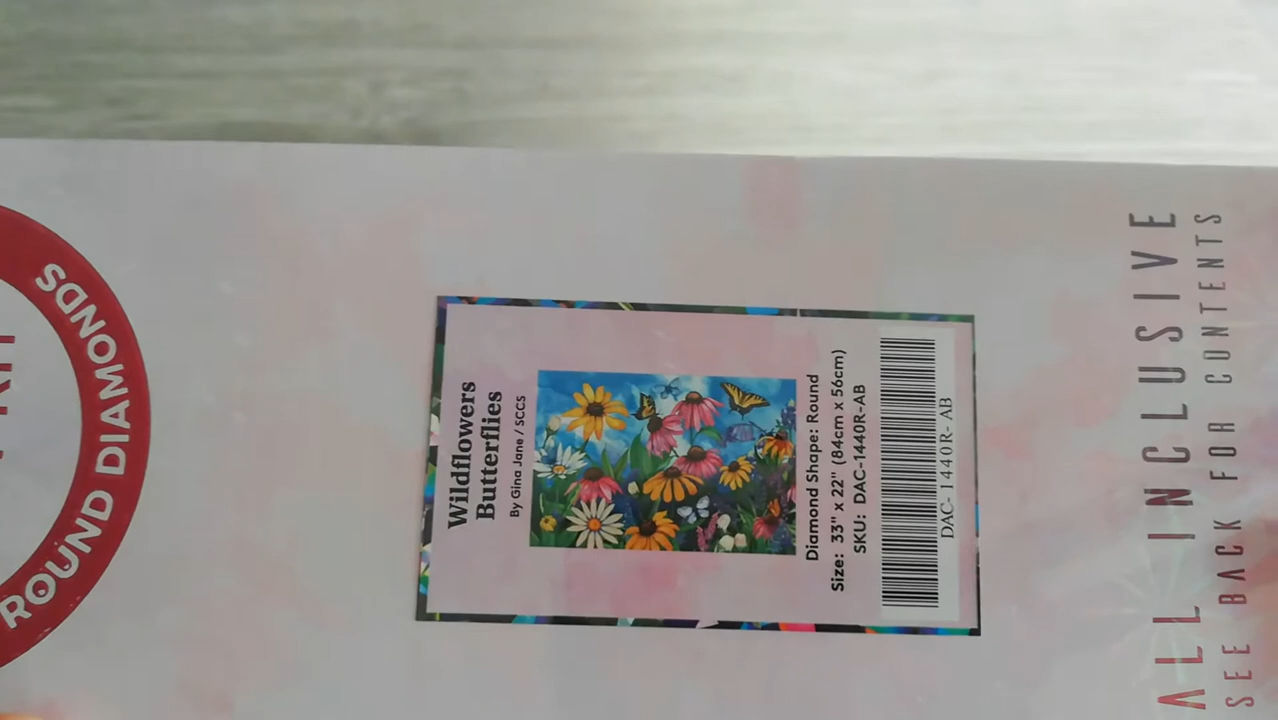 ROUND DIAMONDS
Wildflowers
Butterflies
By Gina Jane / SCCS
Diamond Shape: Round
Size: 33" x 22" (84cm x 56cm)
SKU: DAC-1440R-AB
DAC- 1440R- AB
ALL INCLUSIVE
SEE BACK FOR CONTENTS